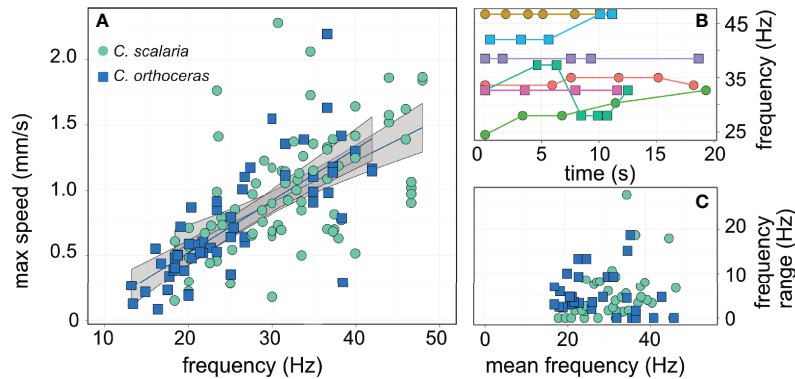 A
C. scalaria
C. orthoceras
max speed (mm/s)
2.0
1.5
1.0
0.5
0
10
20
30
40
50
frequency (Hz)
B
45
35
25
frequency (Hz)
0
5
10
15
20
time (s)
C
20
10
0
frequency
range (Hz)
0
20
40
mean frequency (Hz)